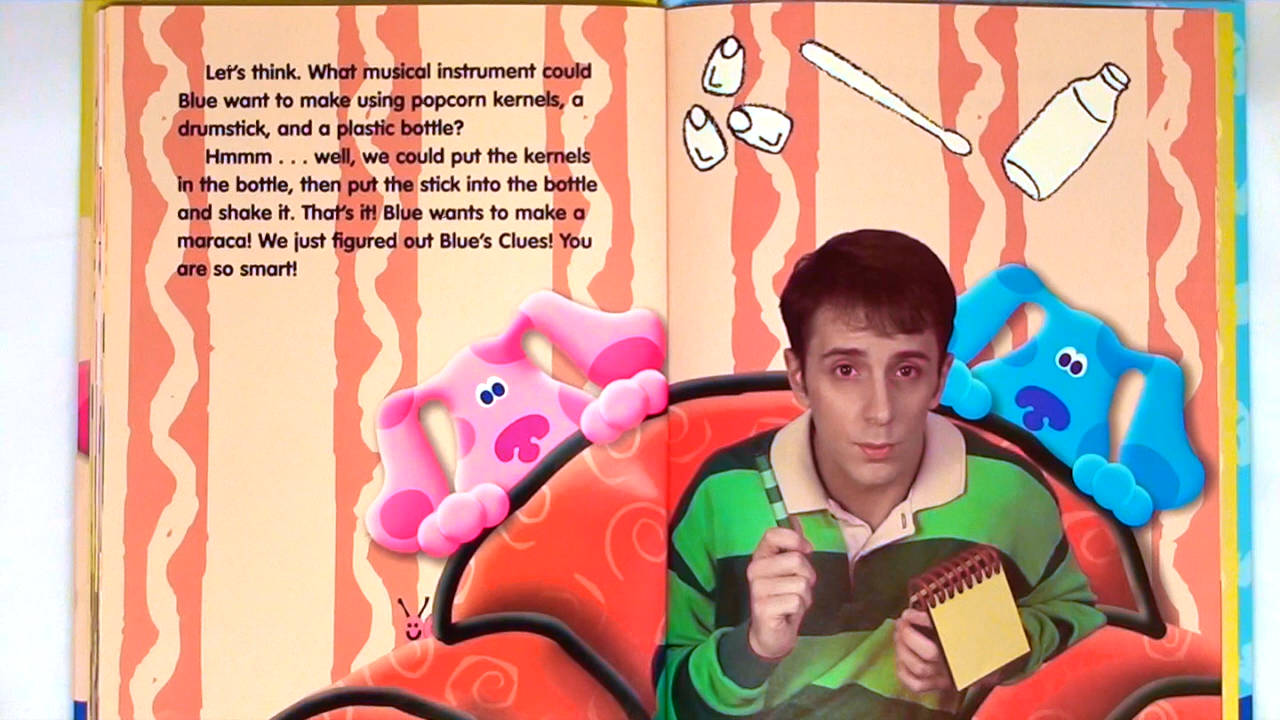 Let's think. What musical instrument could
Blue want to make using popcorn kernels, a
drumstick, and a plastic bottle?
Hmmm . . . well, we could put the kernels
in the bottle, then put the stick into the bottle
and shake it. That's it! Blue wants to make a
maraca! We just figured out Blue's Clues! You
are so smart!